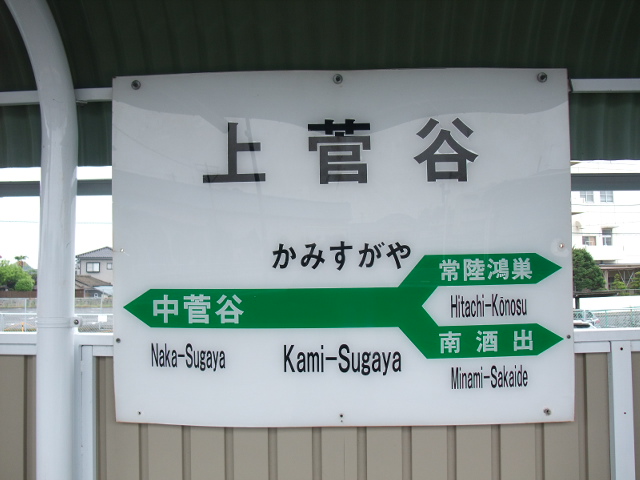 上菅谷
かみすがや
中菅谷
常陸鴻巣
Hitachi-Kōnosu
南酒出
Naka-Sugaya
Kami-Sugaya
Minami-Sakaide